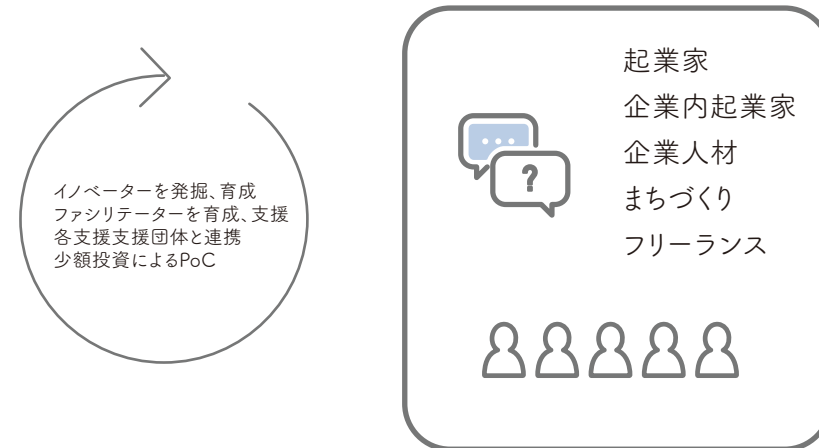 イノベーターを発掘、育成
ファシリテーターを育成、支援
各支援支援団体と連携
少額投資によるPoC
起業家
企業内起業家
企業人材
まちづくり
フリーランス
?